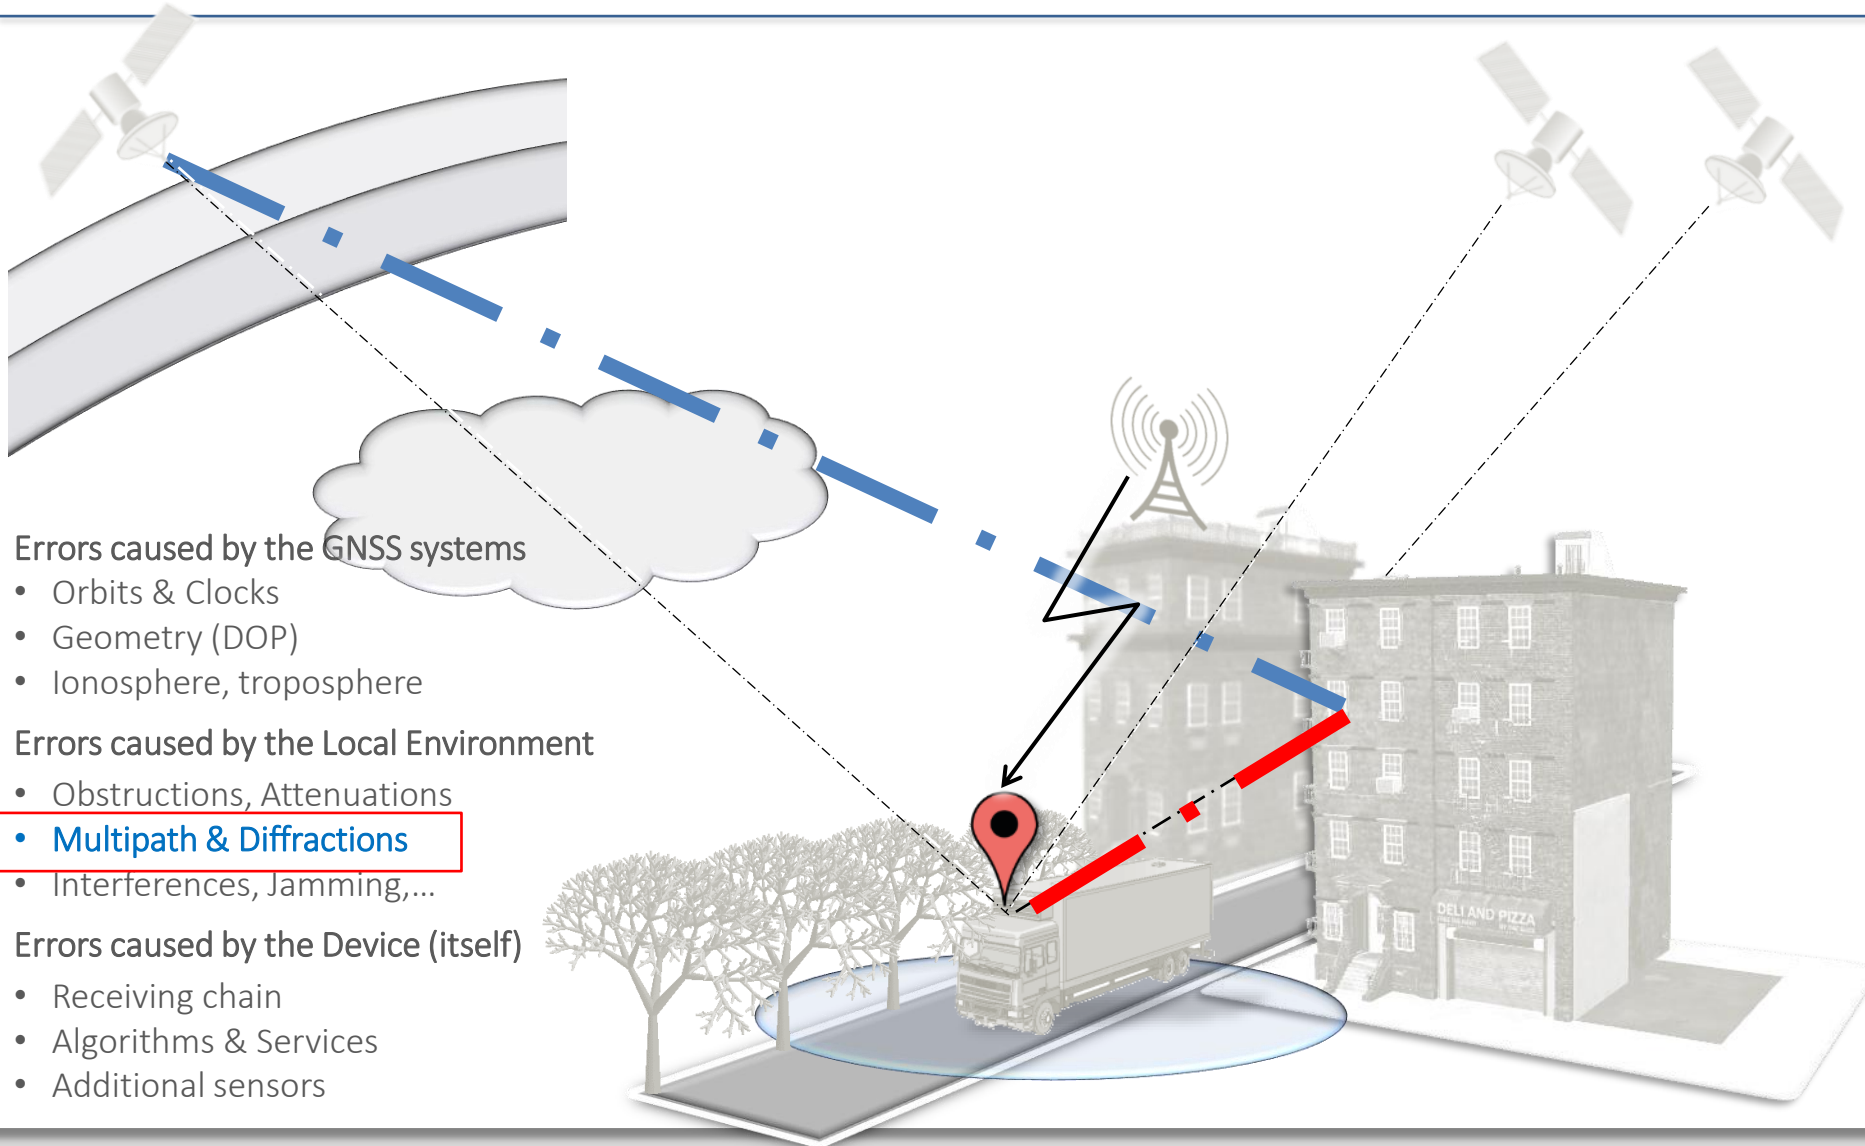 Errors caused by the GNSS systems
• Orbits & Clocks
• Geometry (DOP)
• Ionosphere, troposphere
Errors caused by the Local Environment
• Obstructions, Attenuations
• Multipath & Diffractions
• Interferences, Jamming,...
Errors caused by the Device (itself)
• Receiving chain
• Algorithms & Services
• Additional sensors
DELI AND PIZZA